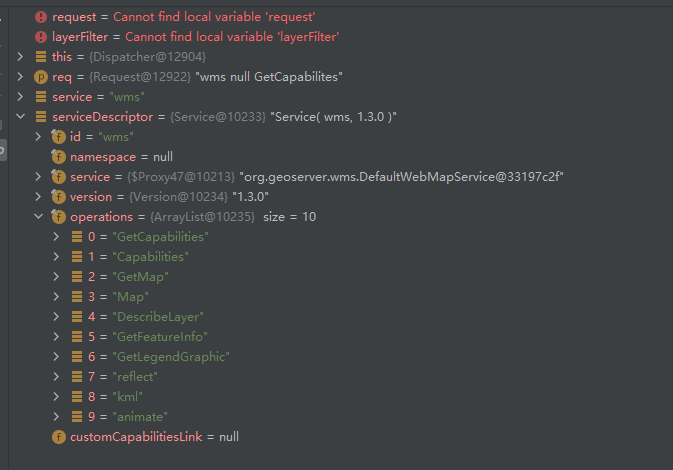 request = Cannot find local variable 'request'
layerFilter = Cannot find local variable 'layerFilter'
this = {Dispatcher@12904}
p req = {Request@12922} "wms null GetCapabilites"
service = "wms"
serviceDescriptor = {Service@10233} "Service( wms, 1.3.0 )"
f id = "wms"
f namespace = null
f service = {$Proxy47@10213} "org.geoserver.wms.DefaultWebMapService@33197c2f"
f version = {Version@10234} "1.3.0"
f operations = {ArrayList@10235} size = 10
0 = "GetCapabilities"
1 = "Capabilities"
2 = "GetMap"
3 = "Map"
4 = "DescribeLayer"
5 = "GetFeatureInfo"
6 = "GetLegendGraphic"
7 = "reflect"
8 = "kml"
9 = "animate"
f customCapabilitiesLink = null